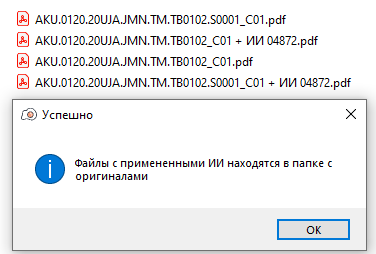 AKU.0120.20UJA.JMN.TM.TB0102.S0001_C01.pdf
AKU.0120.20UJA.JMN.TM.TB0102_C01 + ИИ 04872.pdf
AKU.0120.20UJA.JMN.TM.TB0102_C01.pdf
AKU.0120.20UJA.JMN.TM.TB0102.S0001_C01 + ИИ 04872.pdf
Успешно
Файлы с примененными ИИ находятся в папке с
оригиналами
ОК